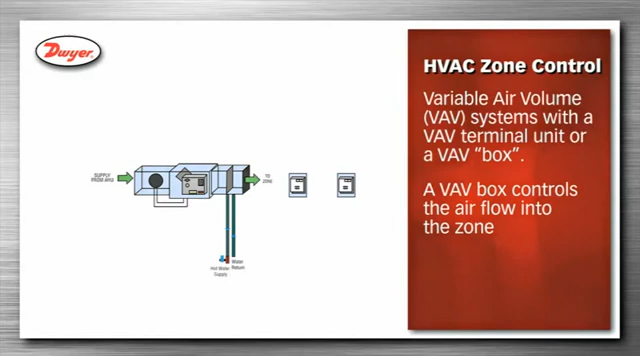 Dwyer
HVAC Zone Control
Variable Air Volume
(VAV) systems with a
VAV terminal unit or
a VAV “box”.
A VAV box controls
the air flow into
the zone
SUPPLY
FROM AHU
TO
ZONE
Hot Water
Supply
Water
Return